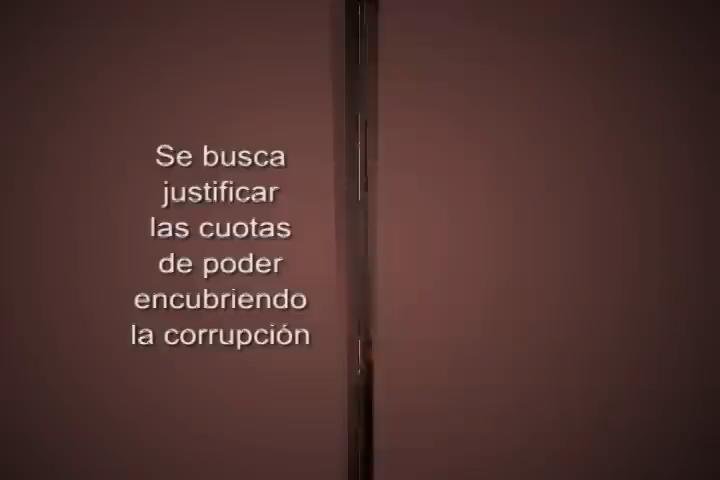 Se busca
justificar
las cuotas
de poder
encubriendo
la corrupción